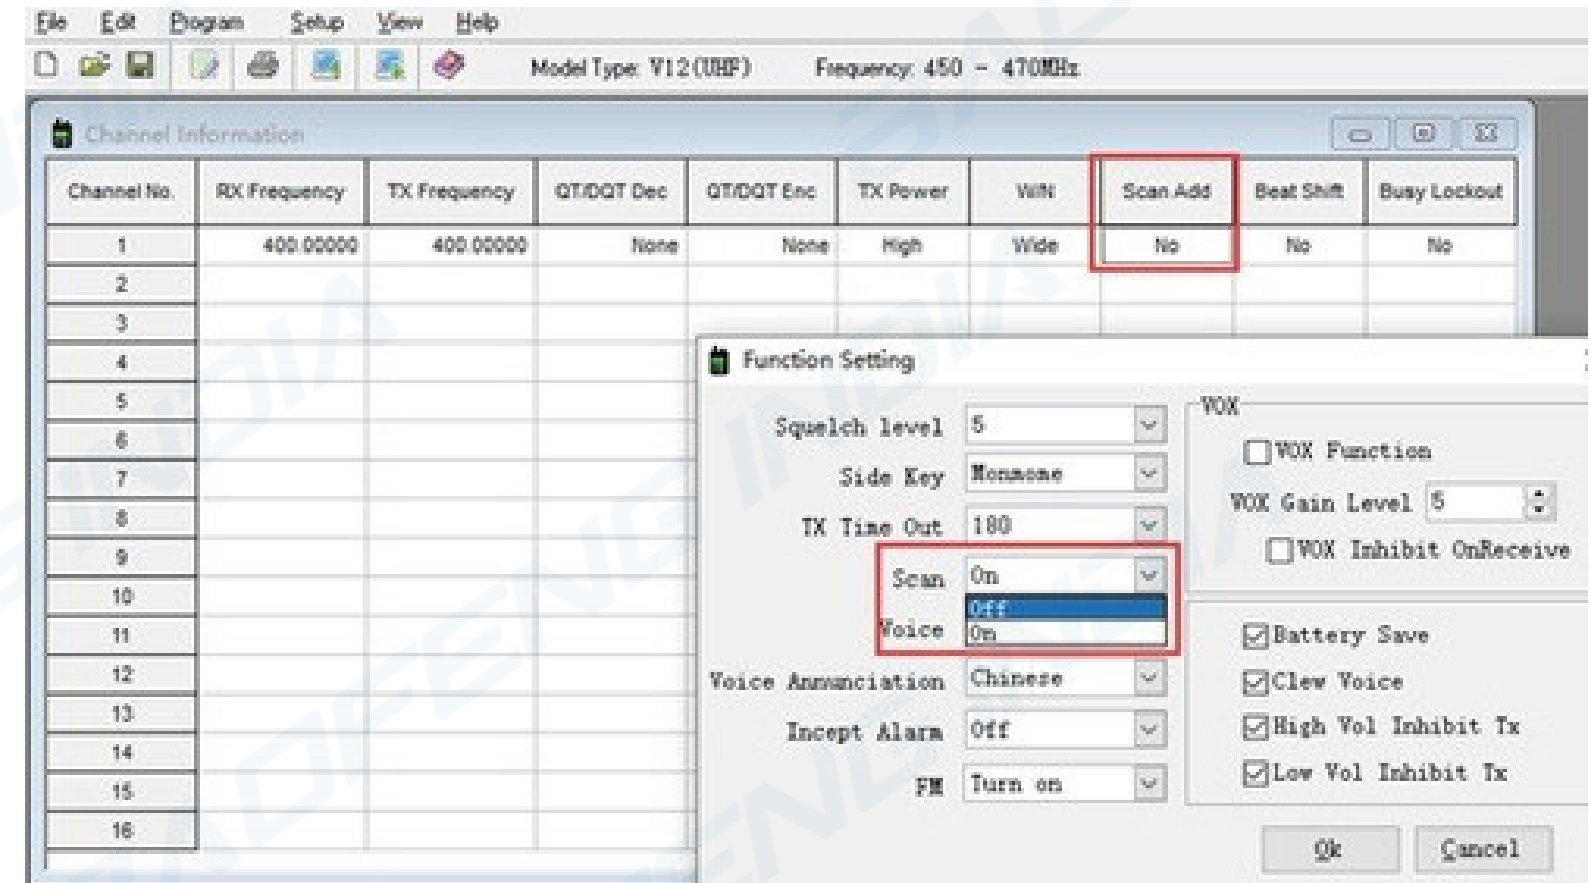 File Edit Program Setup View Help
Model Type: V12(UHF) Frequency: 450 - 470MHz
Channel Information
Channel No. RX Frequency TX Frequency QT/DQT Dec QT/DQT Enc TX Power W/N Scan Add Beat Shift Busy Lockout
1 400.00000 400.00000 None None High Wide No No No
2
3
4
5
6
7
8
9
10
11
12
13
14
15
16
Function Setting
Squelch level 5
Side Key Monmome
TX Time Out 180
Scan On
Off
Voice On
Voice Annunciation Chinese
Incept Alarm Off
FM Turn on
VOX
VOX Function
VOX Gain Level 5
VOX Inhibit OnReceive
Battery Save
Clew Voice
High Vol Inhibit Tx
Low Vol Inhibit Tx
Ok Cancel